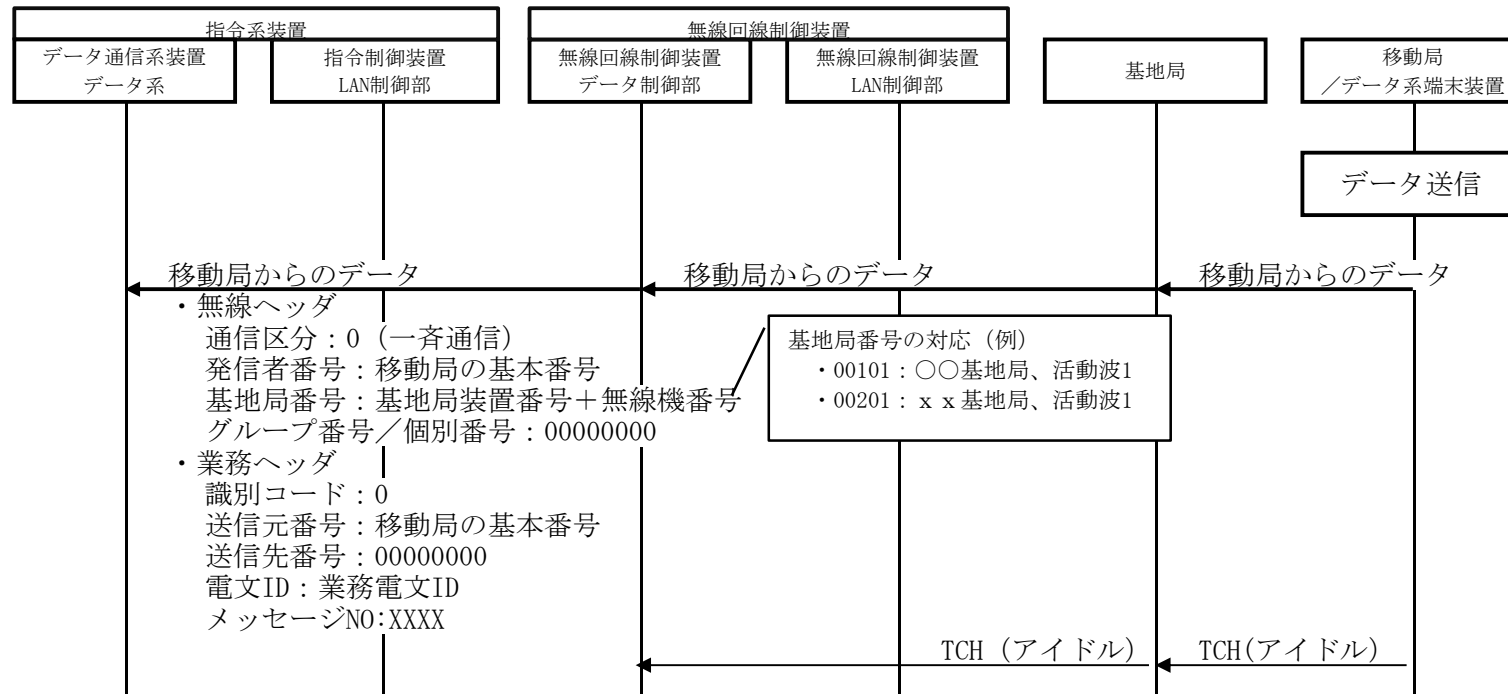 指令系装置
無線回線制御装置
データ通信系装置
データ系
指令制御装置
LAN制御部
無線回線制御装置
データ制御部
無線回線制御装置
LAN制御部
基地局
移動局
／データ系端末装置
データ送信
移動局からのデータ
移動局からのデータ
移動局からのデータ
・無線ヘッダ
通信区分：0（一斉通信）
発信者番号：移動局の基本番号
基地局番号：基地局装置番号＋無線機番号
グループ番号／個別番号：00000000
・業務ヘッダ
識別コード：0
送信元番号：移動局の基本番号
送信先番号：00000000
電文ID：業務電文ID
メッセージNO:XXXX
基地局番号の対応（例）
・00101：○○基地局、活動波1
・00201：ｘｘ基地局、活動波1
TCH（アイドル）
TCH(アイドル）